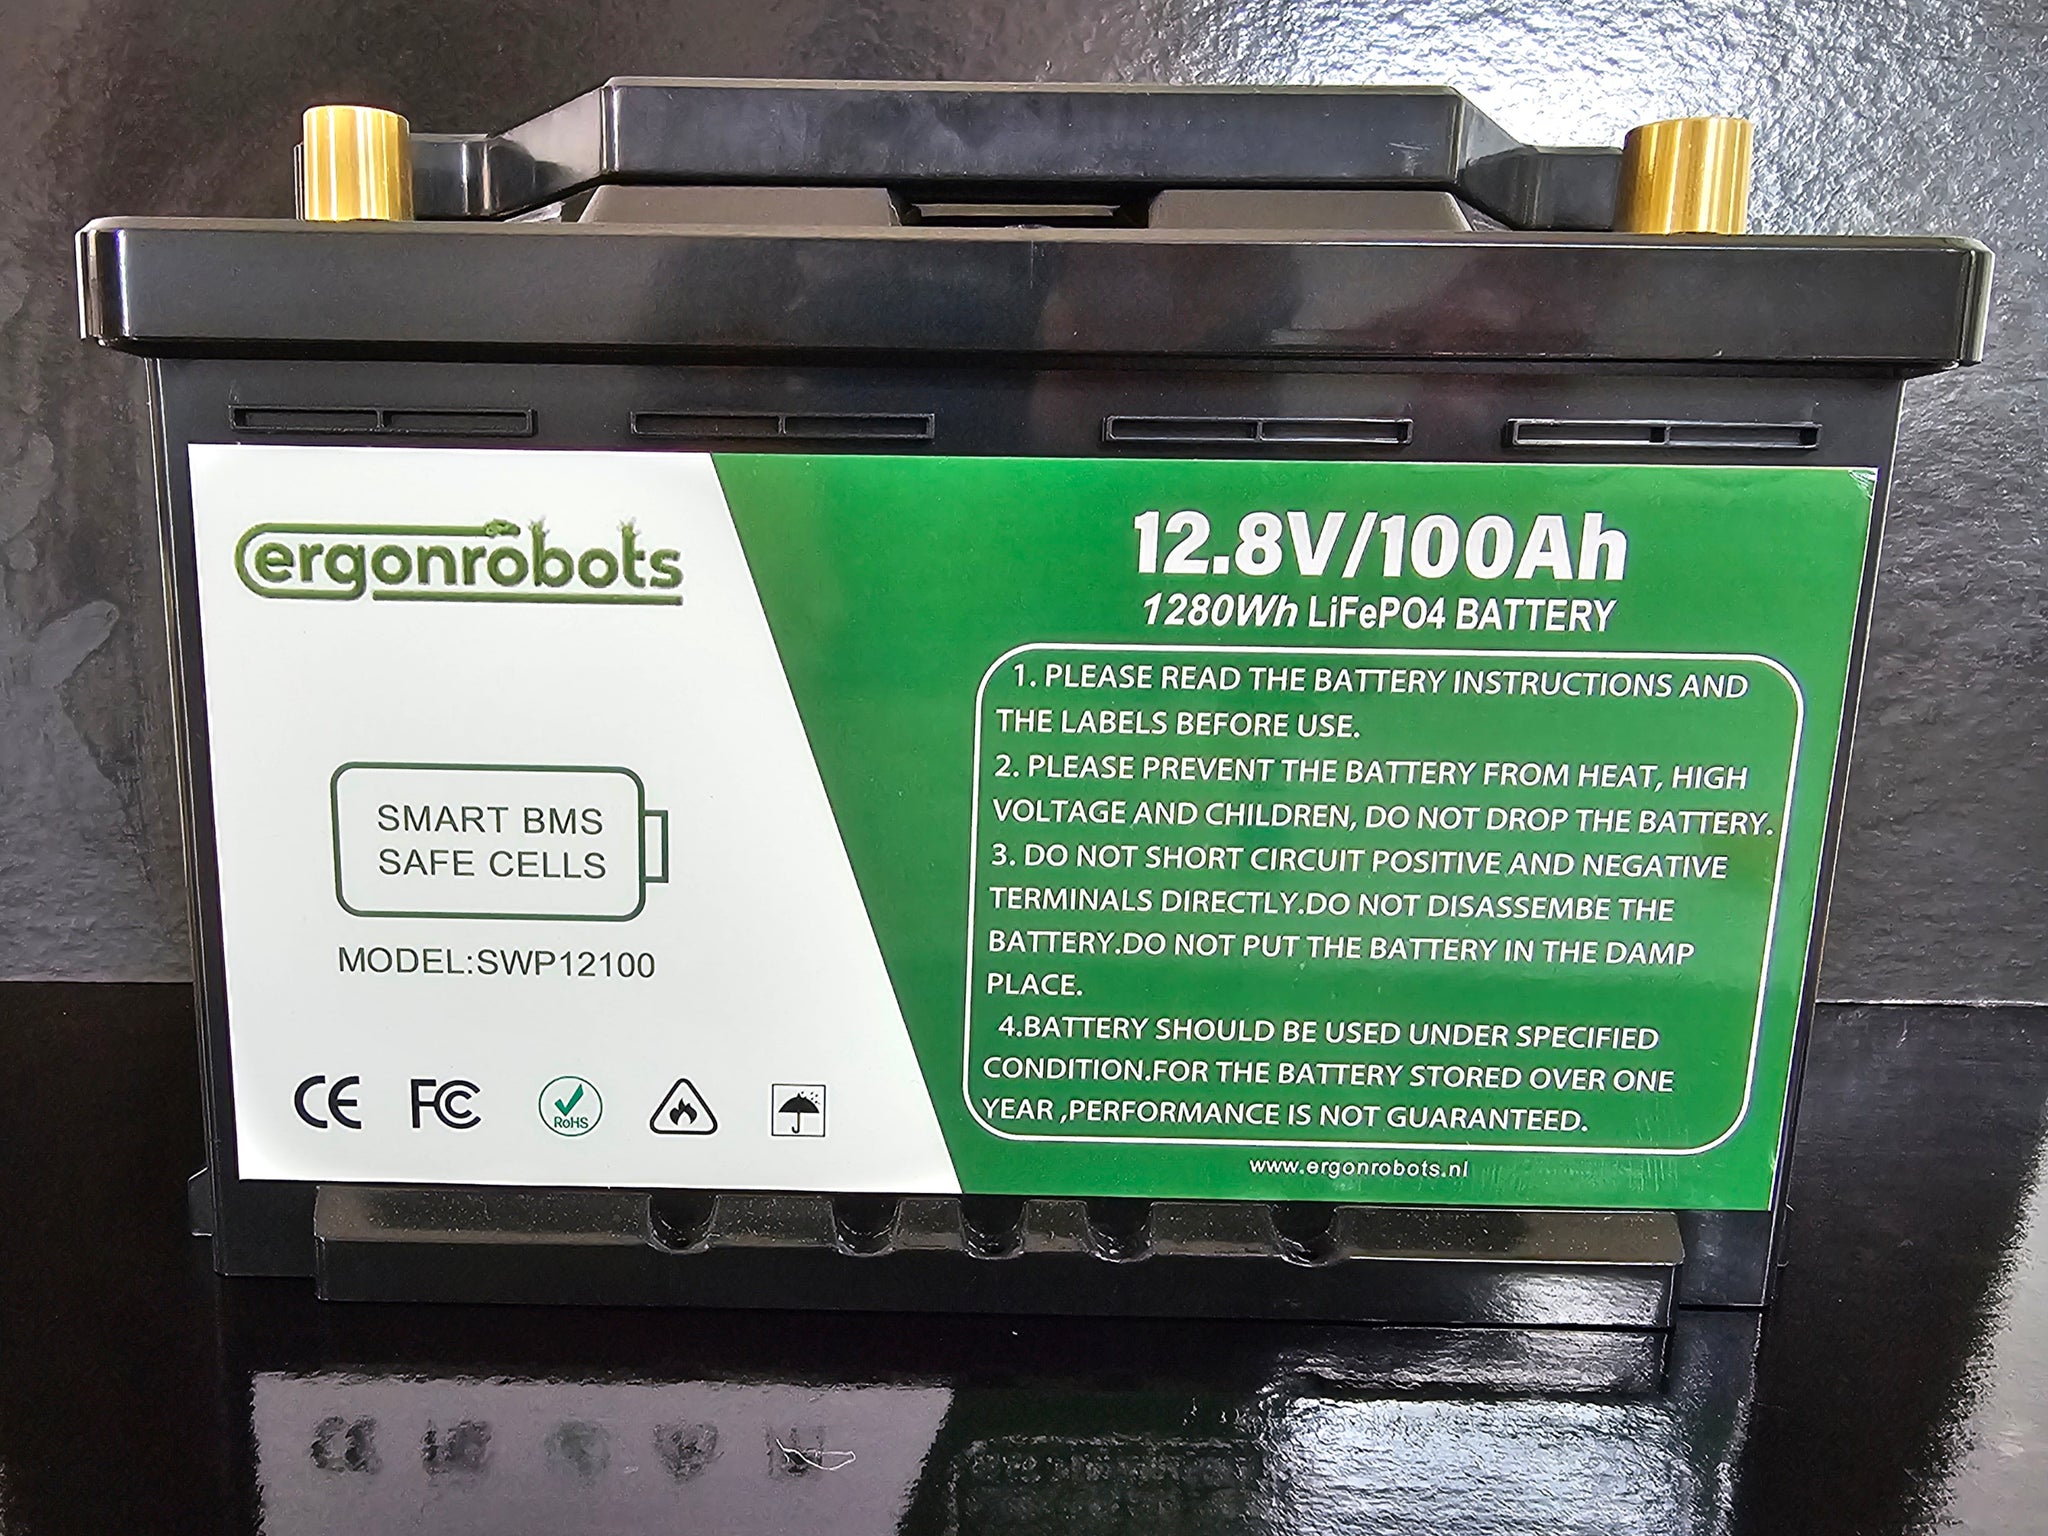 ergonrobots
12.8V/100Ah
1280Wh LiFePO4 BATTERY
SMART BMS
SAFE CELLS
MODEL:SWP12100
CE FC RoHS
1. PLEASE READ THE BATTERY INSTRUCTIONS AND
THE LABELS BEFORE USE.
2. PLEASE PREVENT THE BATTERY FROM HEAT, HIGH
VOLTAGE AND CHILDREN, DO NOT DROP THE BATTERY.
3. DO NOT SHORT CIRCUIT POSITIVE AND NEGATIVE
TERMINALS DIRECTLY.DO NOT DISASSEMBE THE
BATTERY.DO NOT PUT THE BATTERY IN THE DAMP
PLACE.
4.BATTERY SHOULD BE USED UNDER SPECIFIED
CONDITION.FOR THE BATTERY STORED OVER ONE
YEAR ,PERFORMANCE IS NOT GUARANTEED.
www.ergonrobots.nl